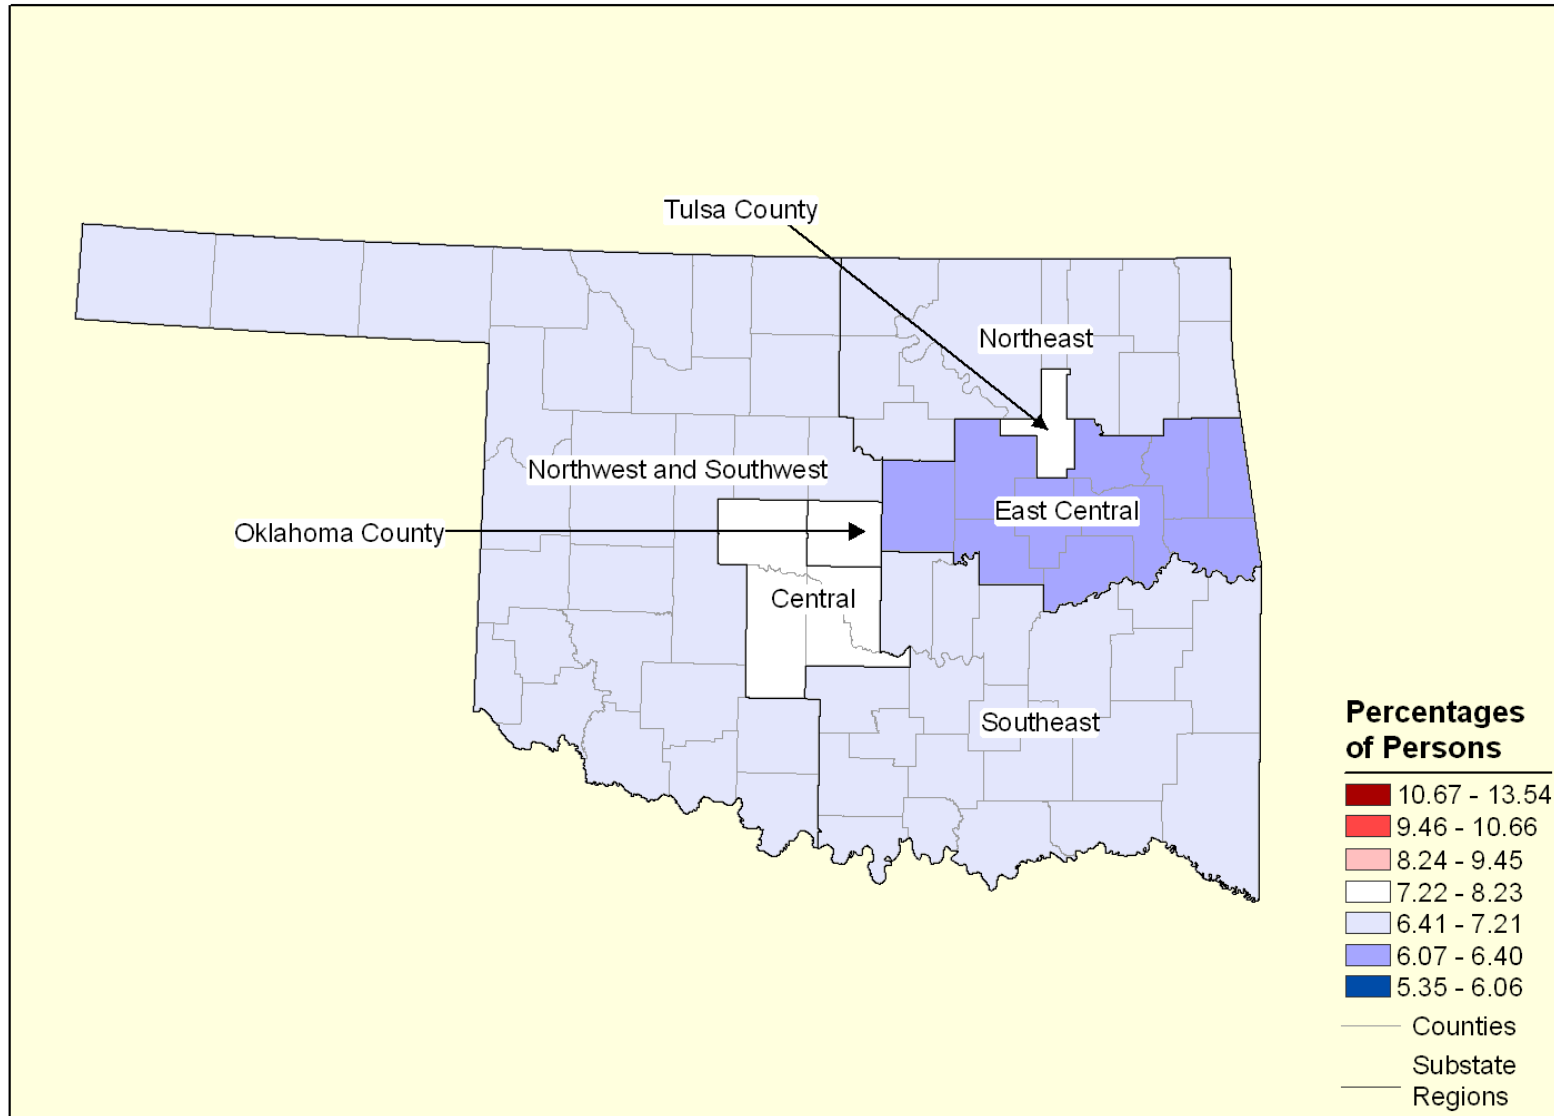 Tulsa County
Northeast
Northwest and Southwest
East Central
Oklahoma County
Central
Southeast
Percentages
of Persons
10.67 - 13.54
9.46 - 10.66
8.24 - 9.45
7.22 - 8.23
6.41 - 7.21
6.07 - 6.40
5.35 - 6.06
Counties
Substate
Regions